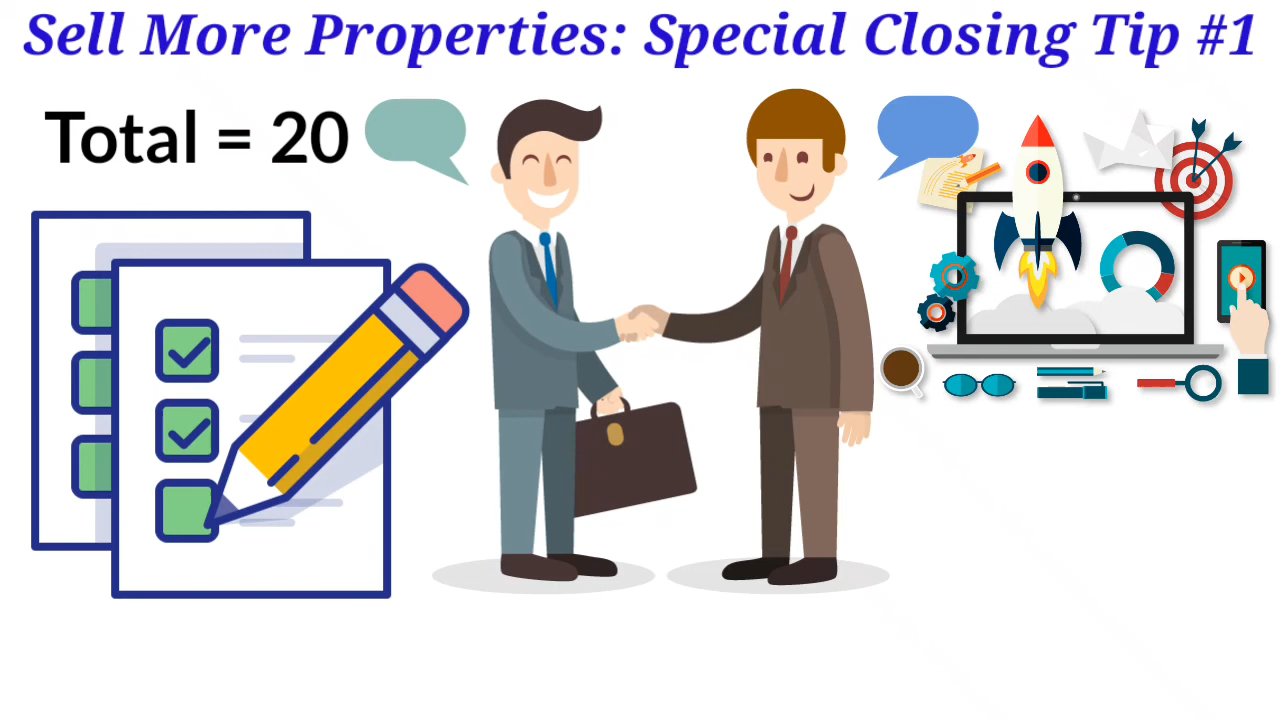 Sell More Properties: Special Closing Tip #1
Total = 20